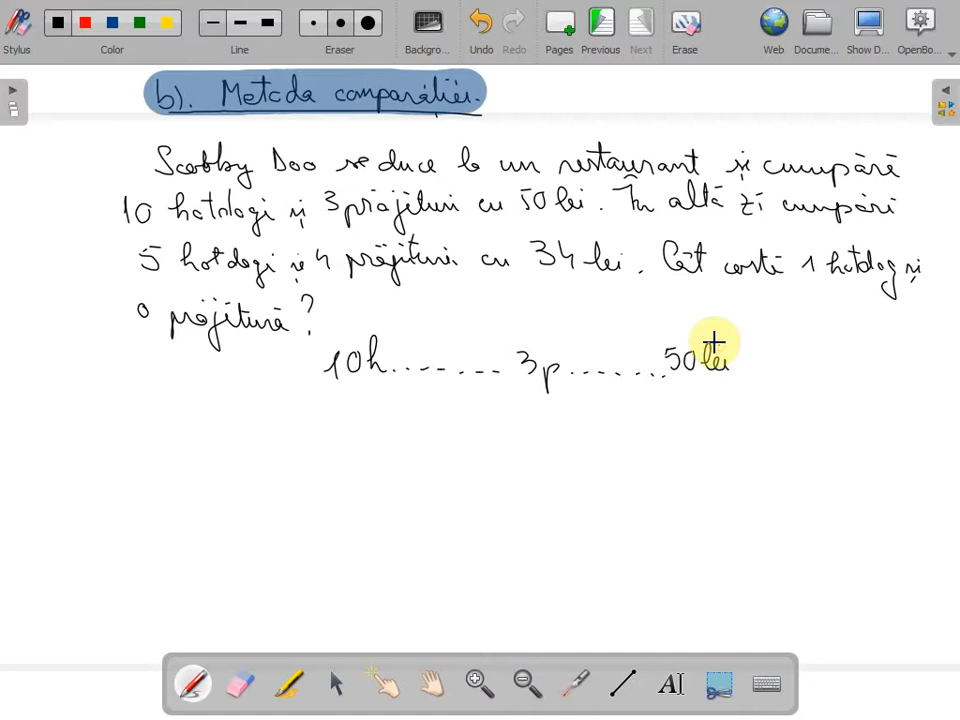 Stylus Color Line Eraser Backgro... Undo Redo Pages Previous Next Erase Web Docume... Show D... OpenBo...
b). Metoda comparației.
Scooby Doo se duce la un restaurant și cumpără
10 hotdogi și 3 prăjituri cu 50 lei. În altă zi cumpără
5 hotdogi și 4 prăjituri cu 34 lei. Cât costă 1 hotdog și
o prăjitură?
10h....... 3p.......50 lei